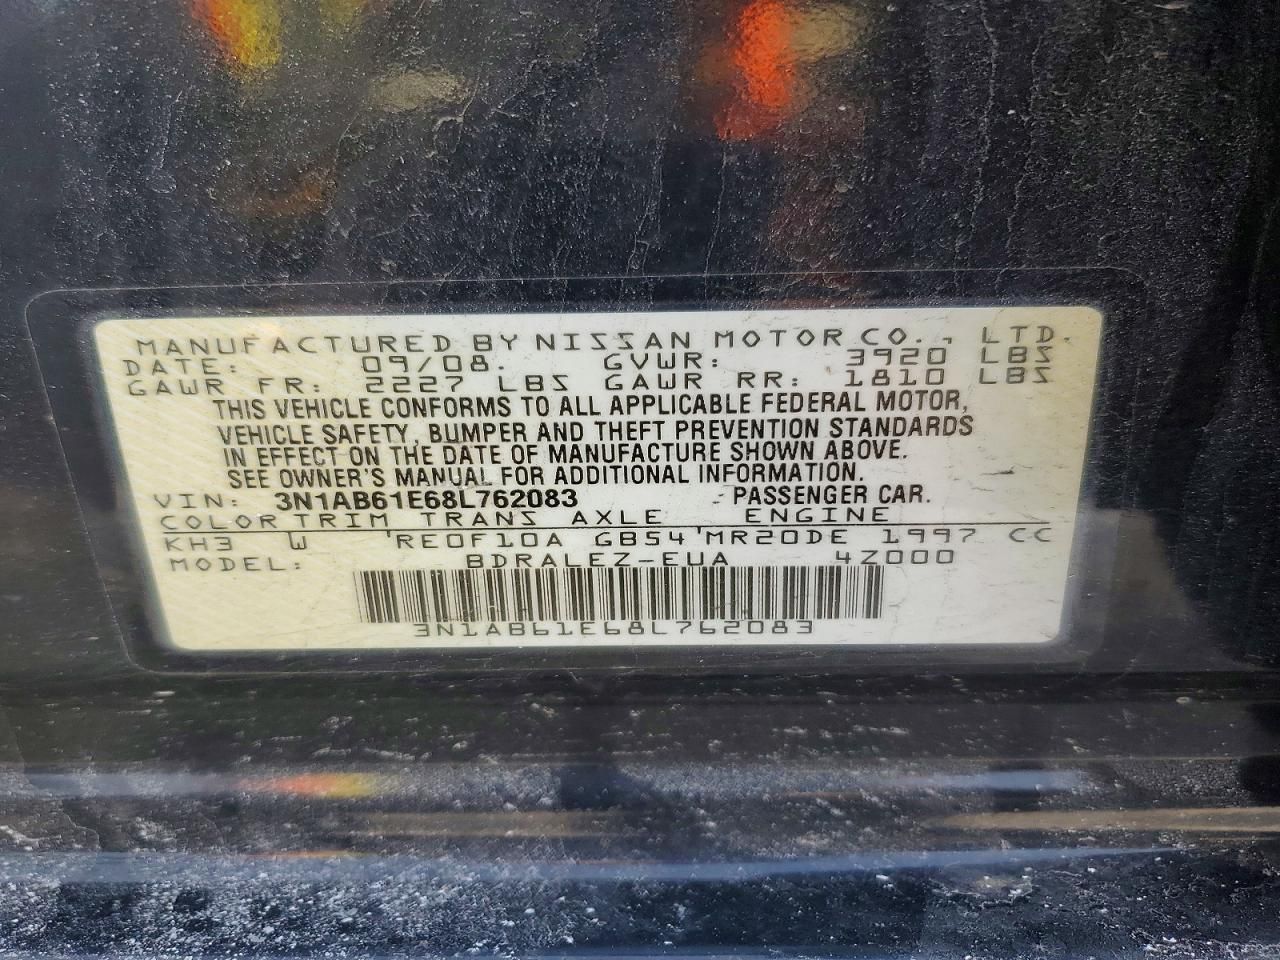 MANUFACTURED BY NISSAN MOTOR CO., LTD.
DATE: 09/08. GVWR: 3920 LBS
GAWR FR: 2227 LBS GAWR RR: 1810 LBS
THIS VEHICLE CONFORMS TO ALL APPLICABLE FEDERAL MOTOR,
VEHICLE SAFETY, BUMPER AND THEFT PREVENTION STANDARDS
IN EFFECT ON THE DATE OF MANUFACTURE SHOWN ABOVE.
SEE OWNER'S MANUAL FOR ADDITIONAL INFORMATION.
VIN: 3N1AB61E68L762083 PASSENGER CAR.
COLOR TRIM TRANS AXLE ENGINE
KH3 W 'RE0F10A GB54 'MR20DE 1997 CC
MODEL: BDRALEZ-EUA 4Z000
3N1AB61E68L762083